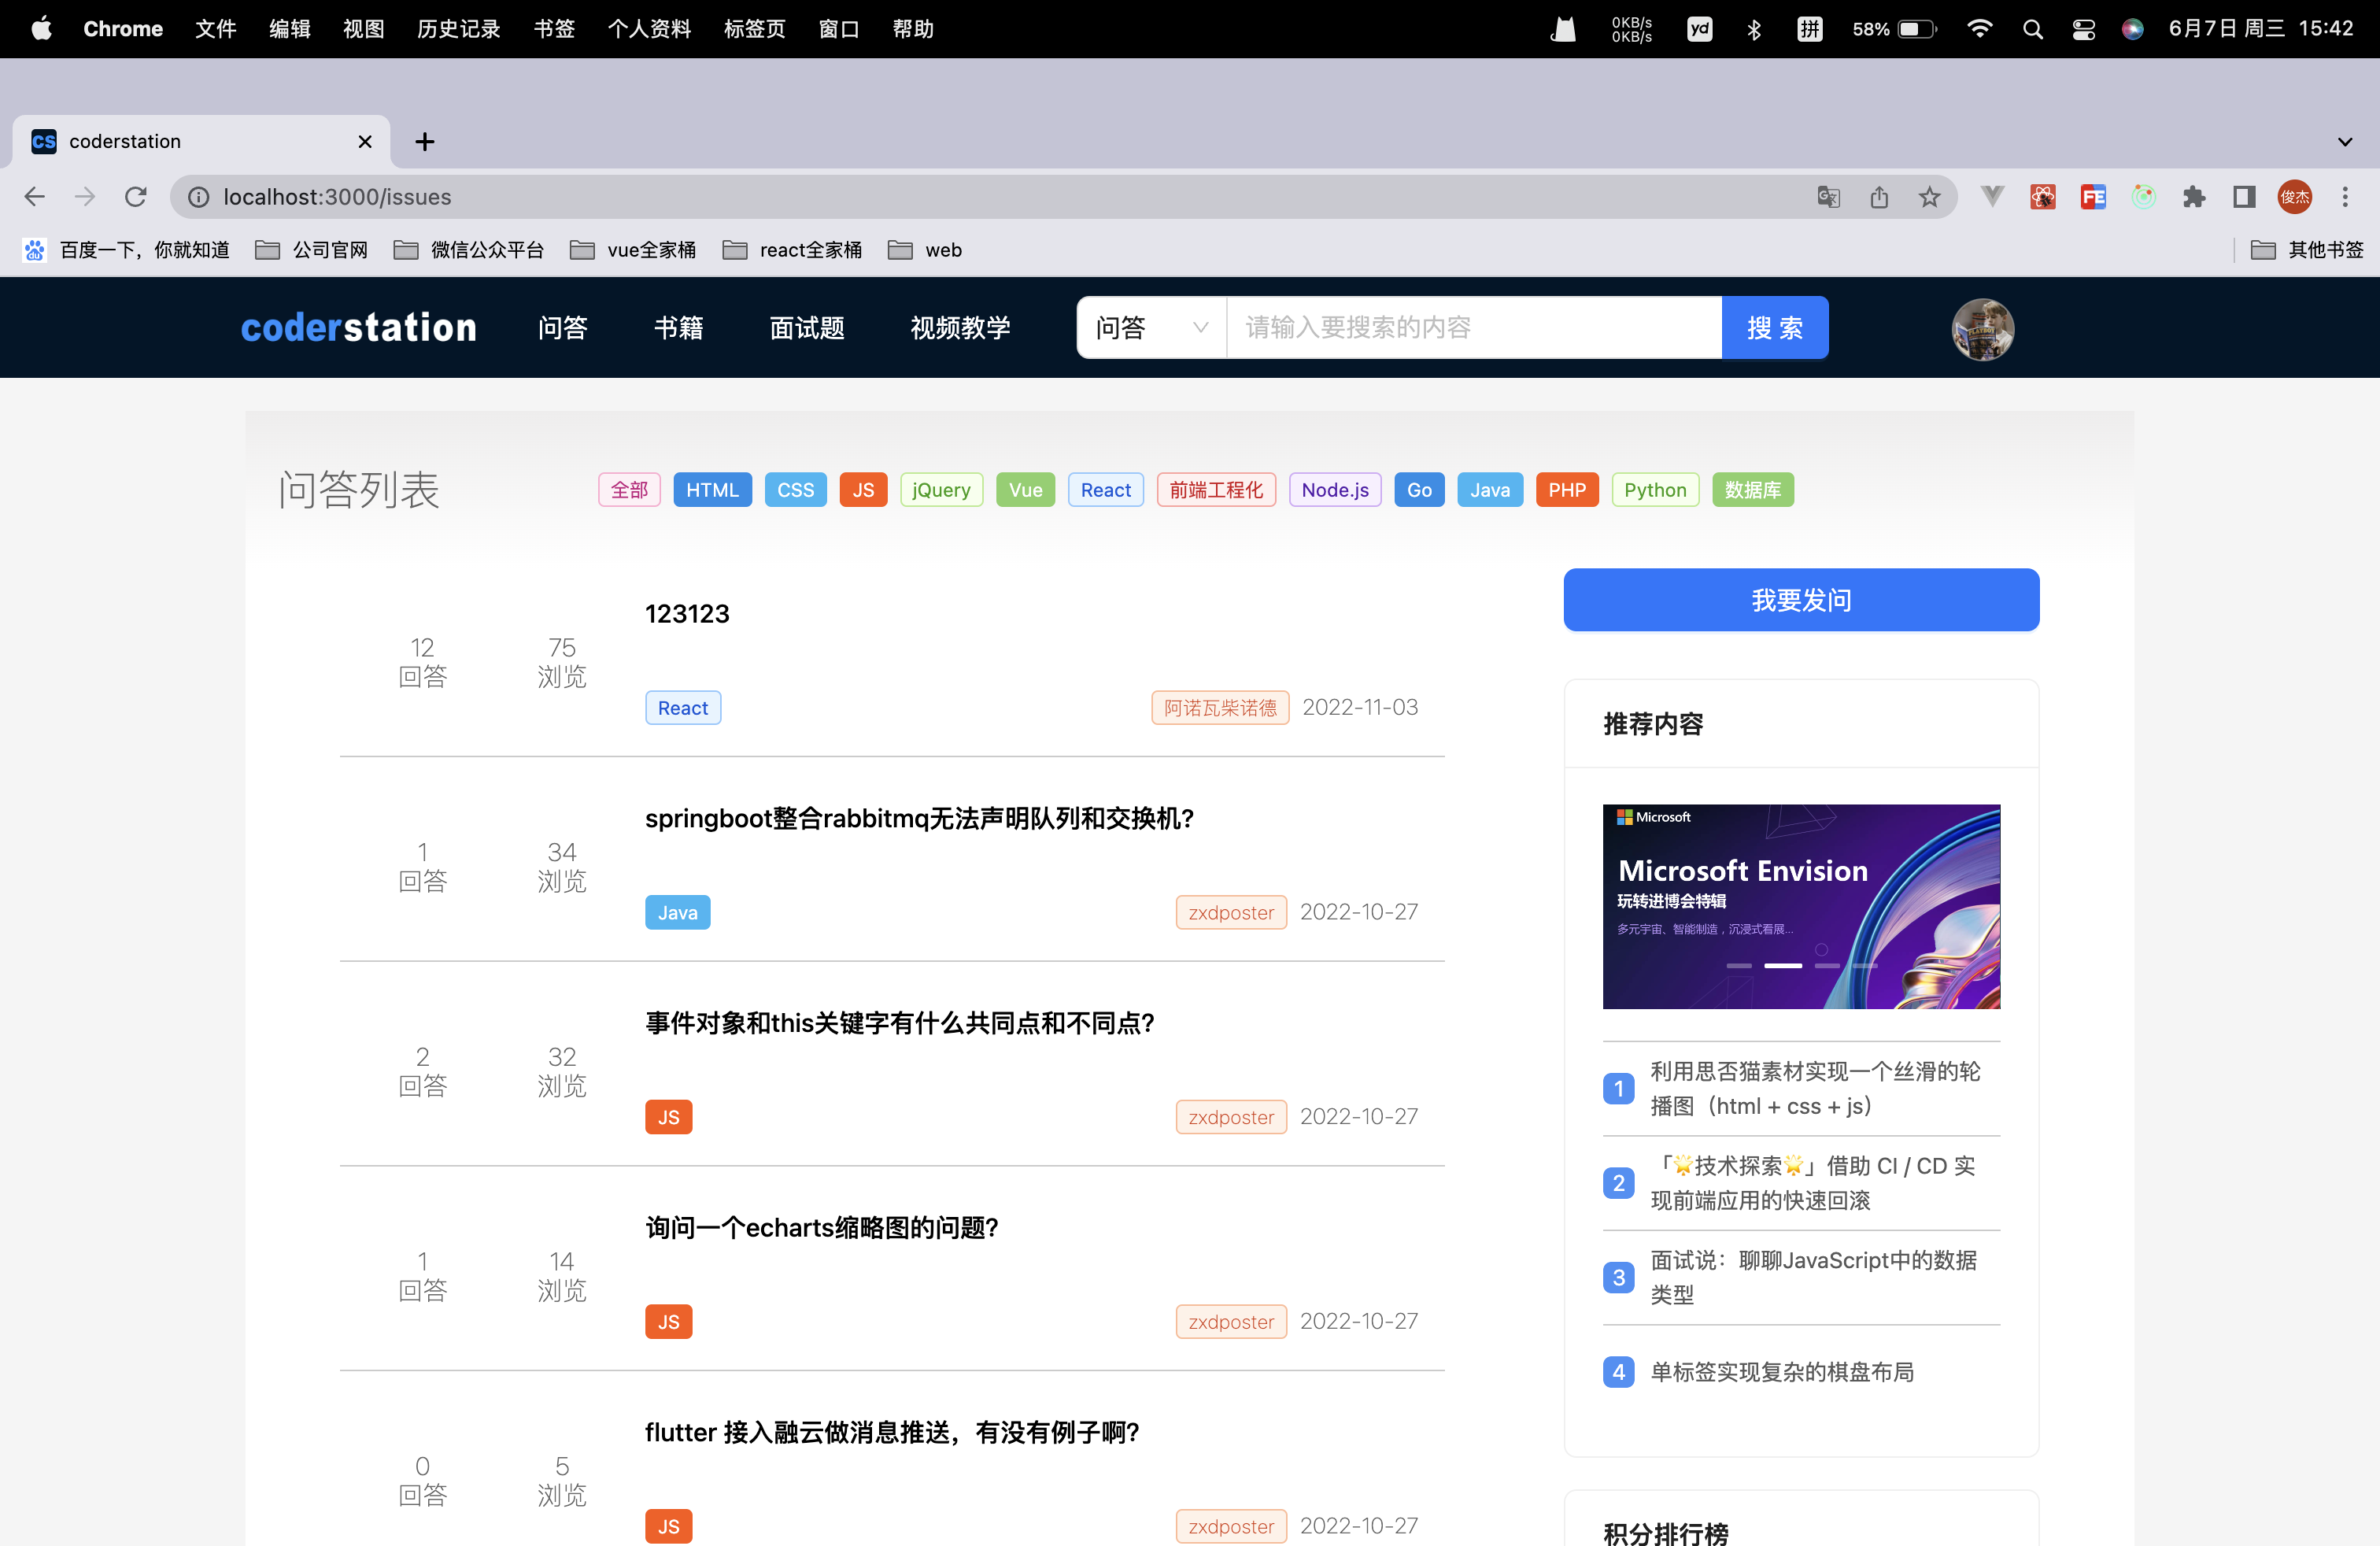 Chrome 文件 编辑 视图 历史记录 书签 个人资料 标签页 窗口 帮助 0KB/s 0KB/s yd 拼 58% 6月7日 周三 15:42
CS coderstation
localhost:3000/issues FE 俊杰
du 百度一下，你就知道 公司官网 微信公众平台 vue全家桶 react全家桶 web 其他书签
coderstation 问答 书籍 面试题 视频教学 问答 请输入要搜索的内容 搜 索
问答列表 全部 HTML CSS JS jQuery Vue React 前端工程化 Node.js Go Java PHP Python 数据库
123123
12 75
回答 浏览
React 阿诺瓦柴诺德 2022-11-03
springboot整合rabbitmq无法声明队列和交换机?
1 34
回答 浏览
Java zxdposter 2022-10-27
事件对象和this关键字有什么共同点和不同点?
2 32
回答 浏览
JS zxdposter 2022-10-27
询问一个echarts缩略图的问题?
1 14
回答 浏览
JS zxdposter 2022-10-27
flutter 接入融云做消息推送，有没有例子啊?
0 5
回答 浏览
JS zxdposter 2022-10-27
我要发问
推荐内容
Microsoft
Microsoft Envision
玩转进博会特辑
多元宇宙、智能制造，沉浸式看展...
1 利用思否猫素材实现一个丝滑的轮
播图（html + css + js）
2 「🌟技术探索🌟」借助 CI / CD 实
现前端应用的快速回滚
3 面试说：聊聊JavaScript中的数据
类型
4 单标签实现复杂的棋盘布局
积分排行榜